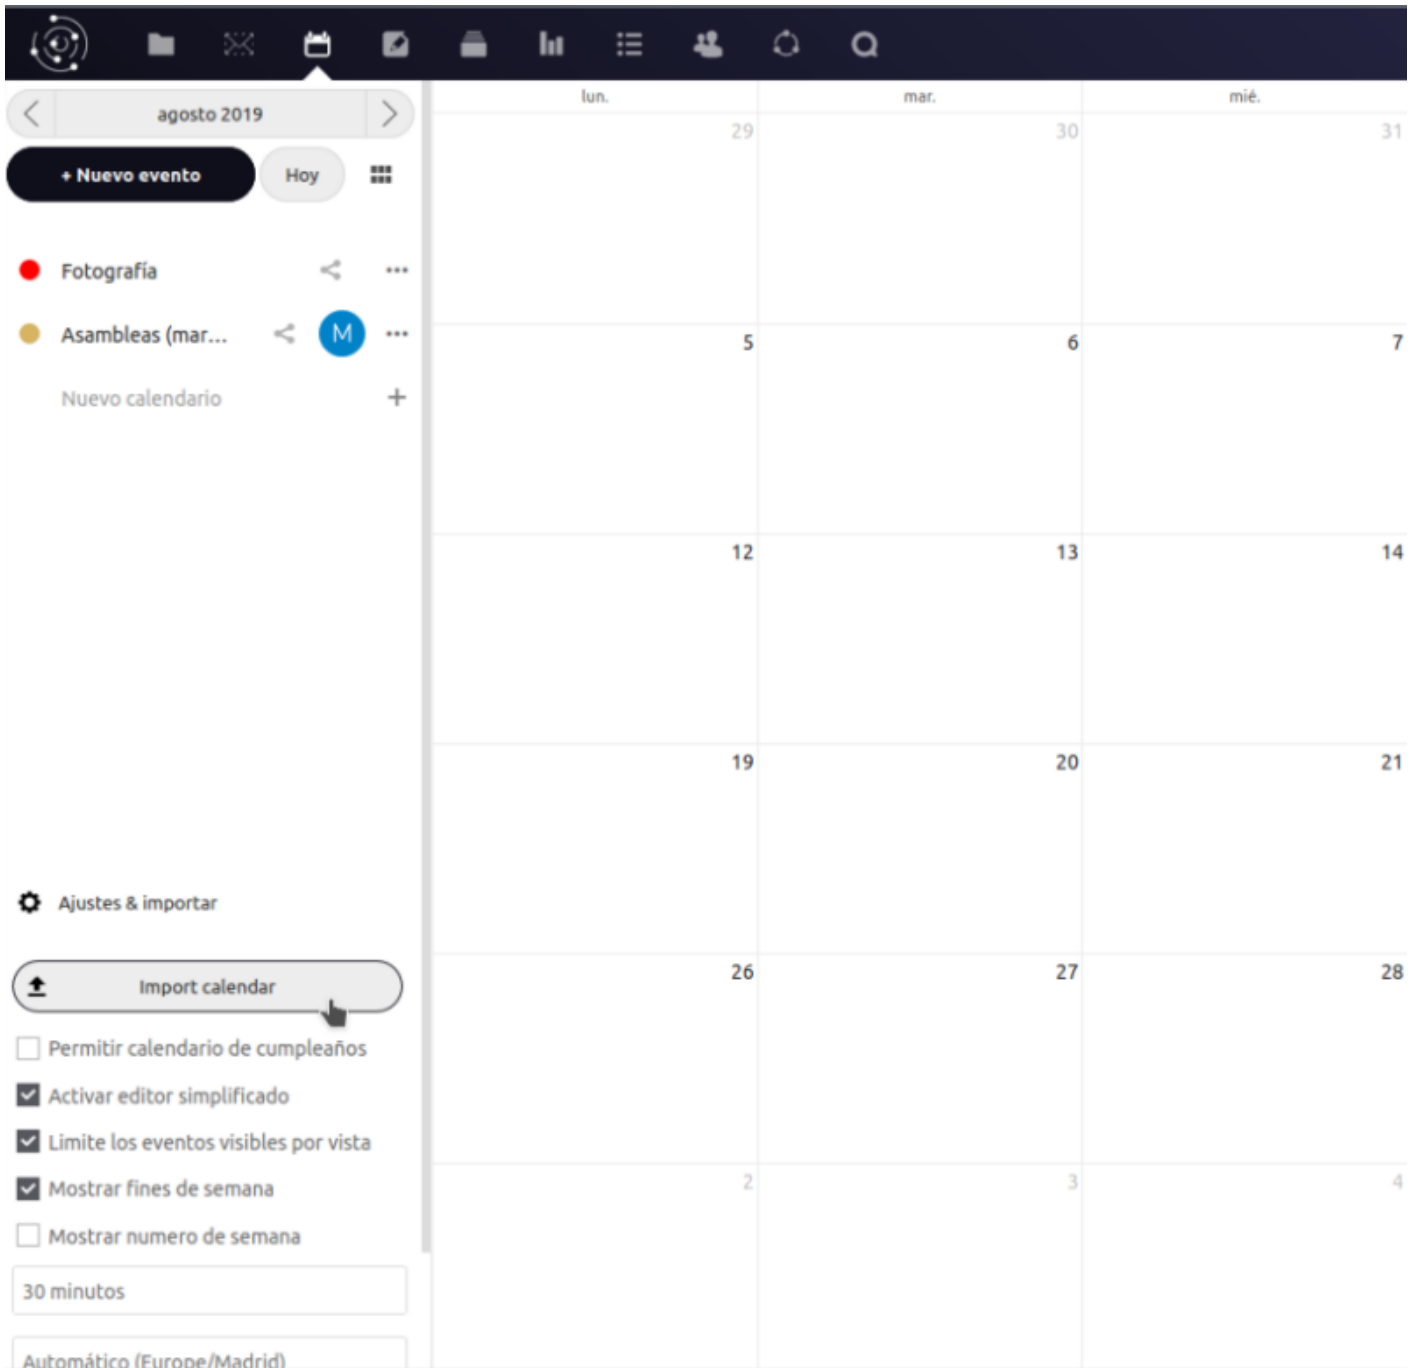 agosto 2019
+ Nuevo evento Hoy
Fotografía
Asambleas (mar... M
Nuevo calendario +
Ajustes & importar
Import calendar
Permitir calendario de cumpleaños
Activar editor simplificado
Limite los eventos visibles por vista
Mostrar fines de semana
Mostrar numero de semana
30 minutos
Automático (Europe/Madrid)
lun. mar. mié.
29 30 31
5 6 7
12 13 14
19 20 21
26 27 28
2 3 4